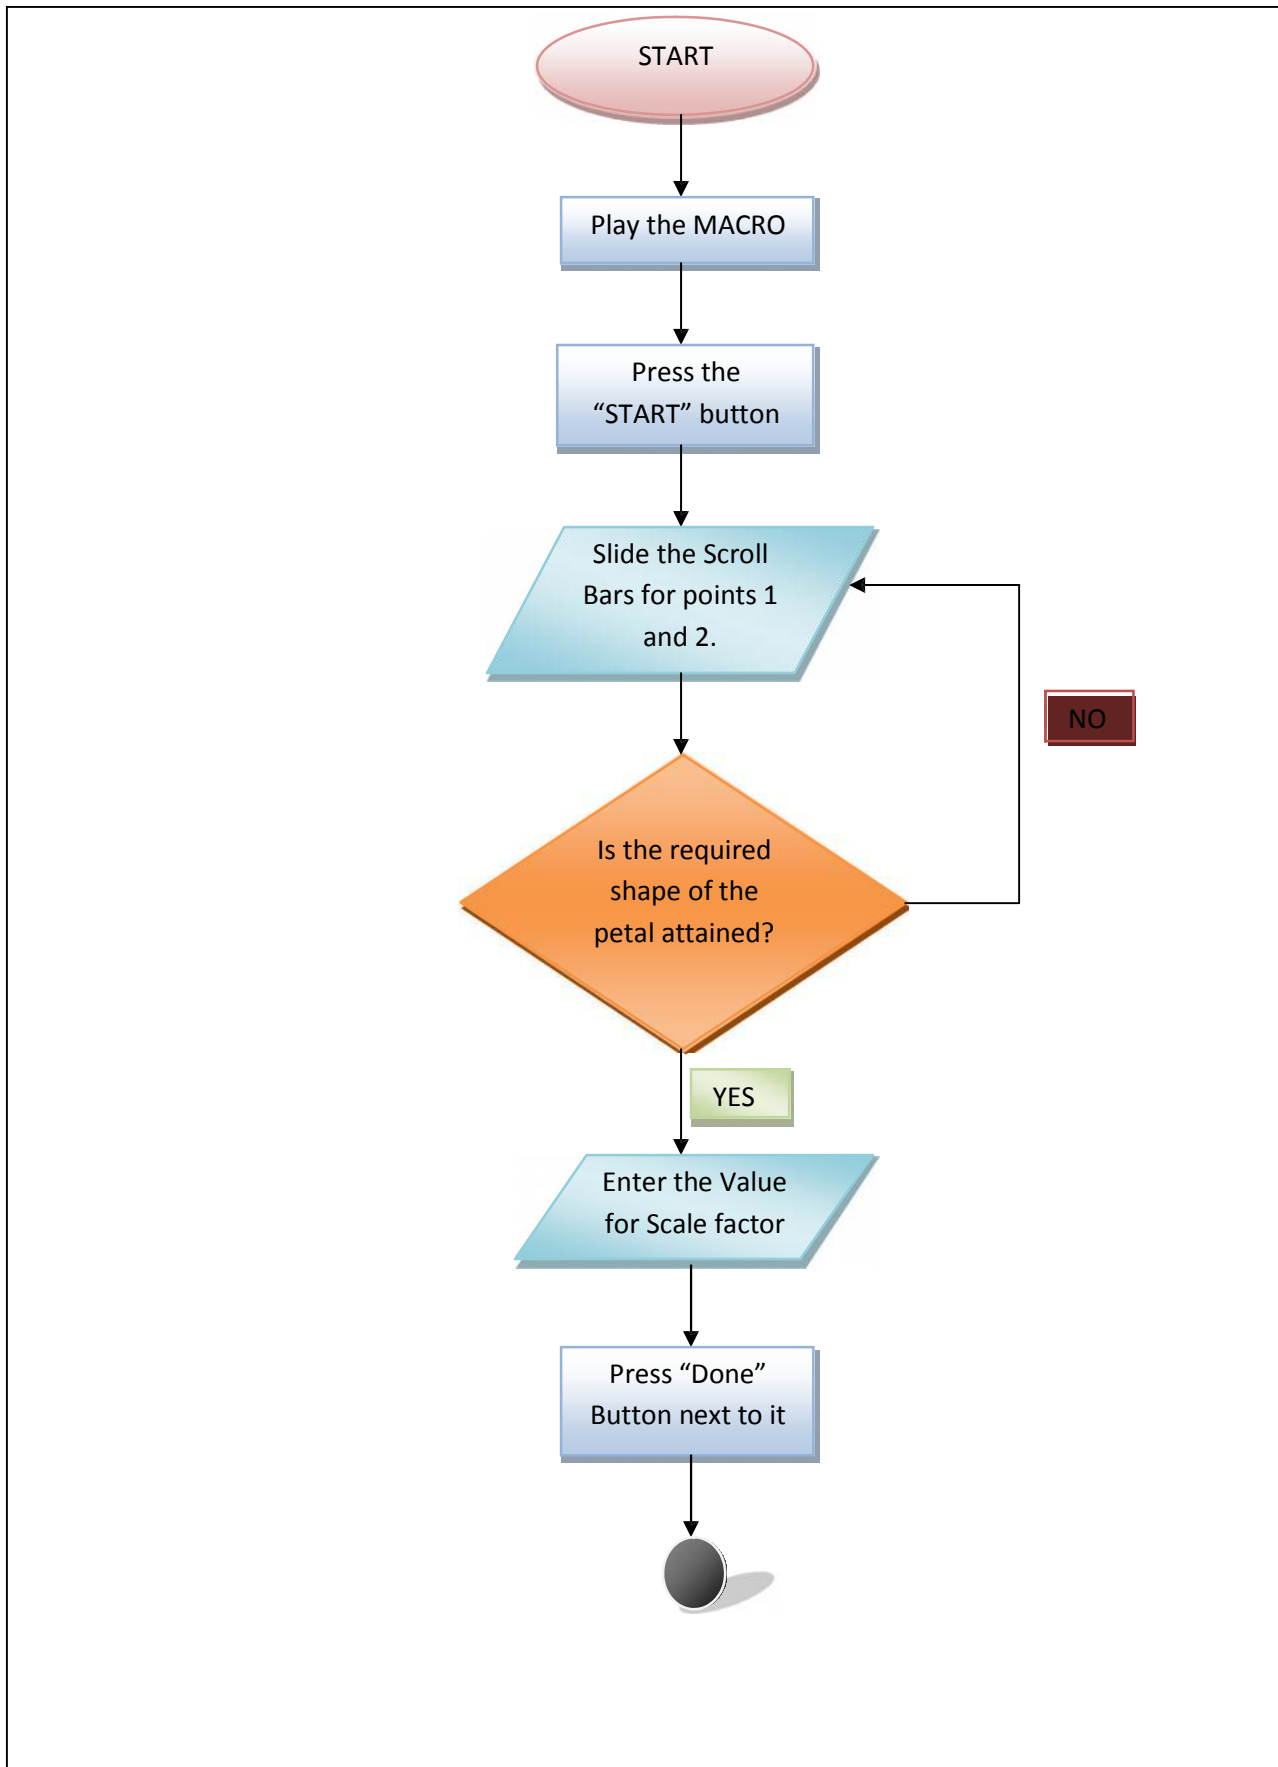 START
Play the MACRO
Press the
“START” button
Slide the Scroll
Bars for points 1
and 2.
NO
Is the required
shape of the
petal attained?
YES
Enter the Value
for Scale factor
Press “Done”
Button next to it